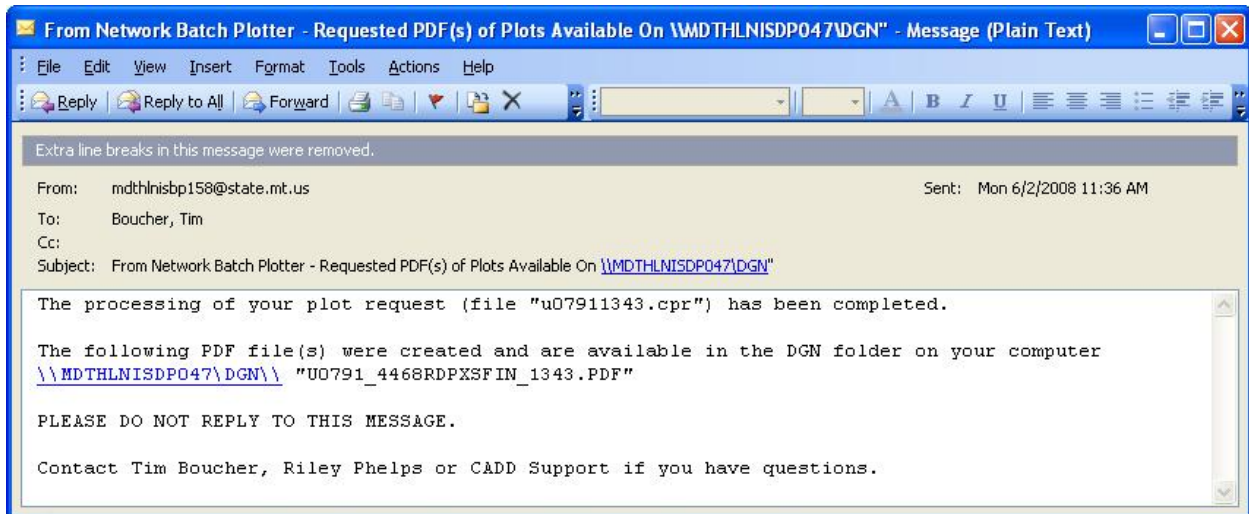 From Network Batch Plotter - Requested PDF(s) of Plots Available On \\MDTHLNISDP047\DGN" - Message (Plain Text)
File Edit View Insert Format Tools Actions Help
Reply Reply to All Forward A B I U
Extra line breaks in this message were removed.
From: mdthlnisbp158@state.mt.us Sent: Mon 6/2/2008 11:36 AM
To: Boucher, Tim
Cc:
Subject: From Network Batch Plotter - Requested PDF(s) of Plots Available On \\MDTHLNISDP047\DGN"
The processing of your plot request (file "u07911343.cpr") has been completed.
The following PDF file(s) were created and are available in the DGN folder on your computer
\\MDTHLNISDP047\DGN\\ "U0791_4468RDPXSFIN_1343.PDF"
PLEASE DO NOT REPLY TO THIS MESSAGE.
Contact Tim Boucher, Riley Phelps or CADD Support if you have questions.